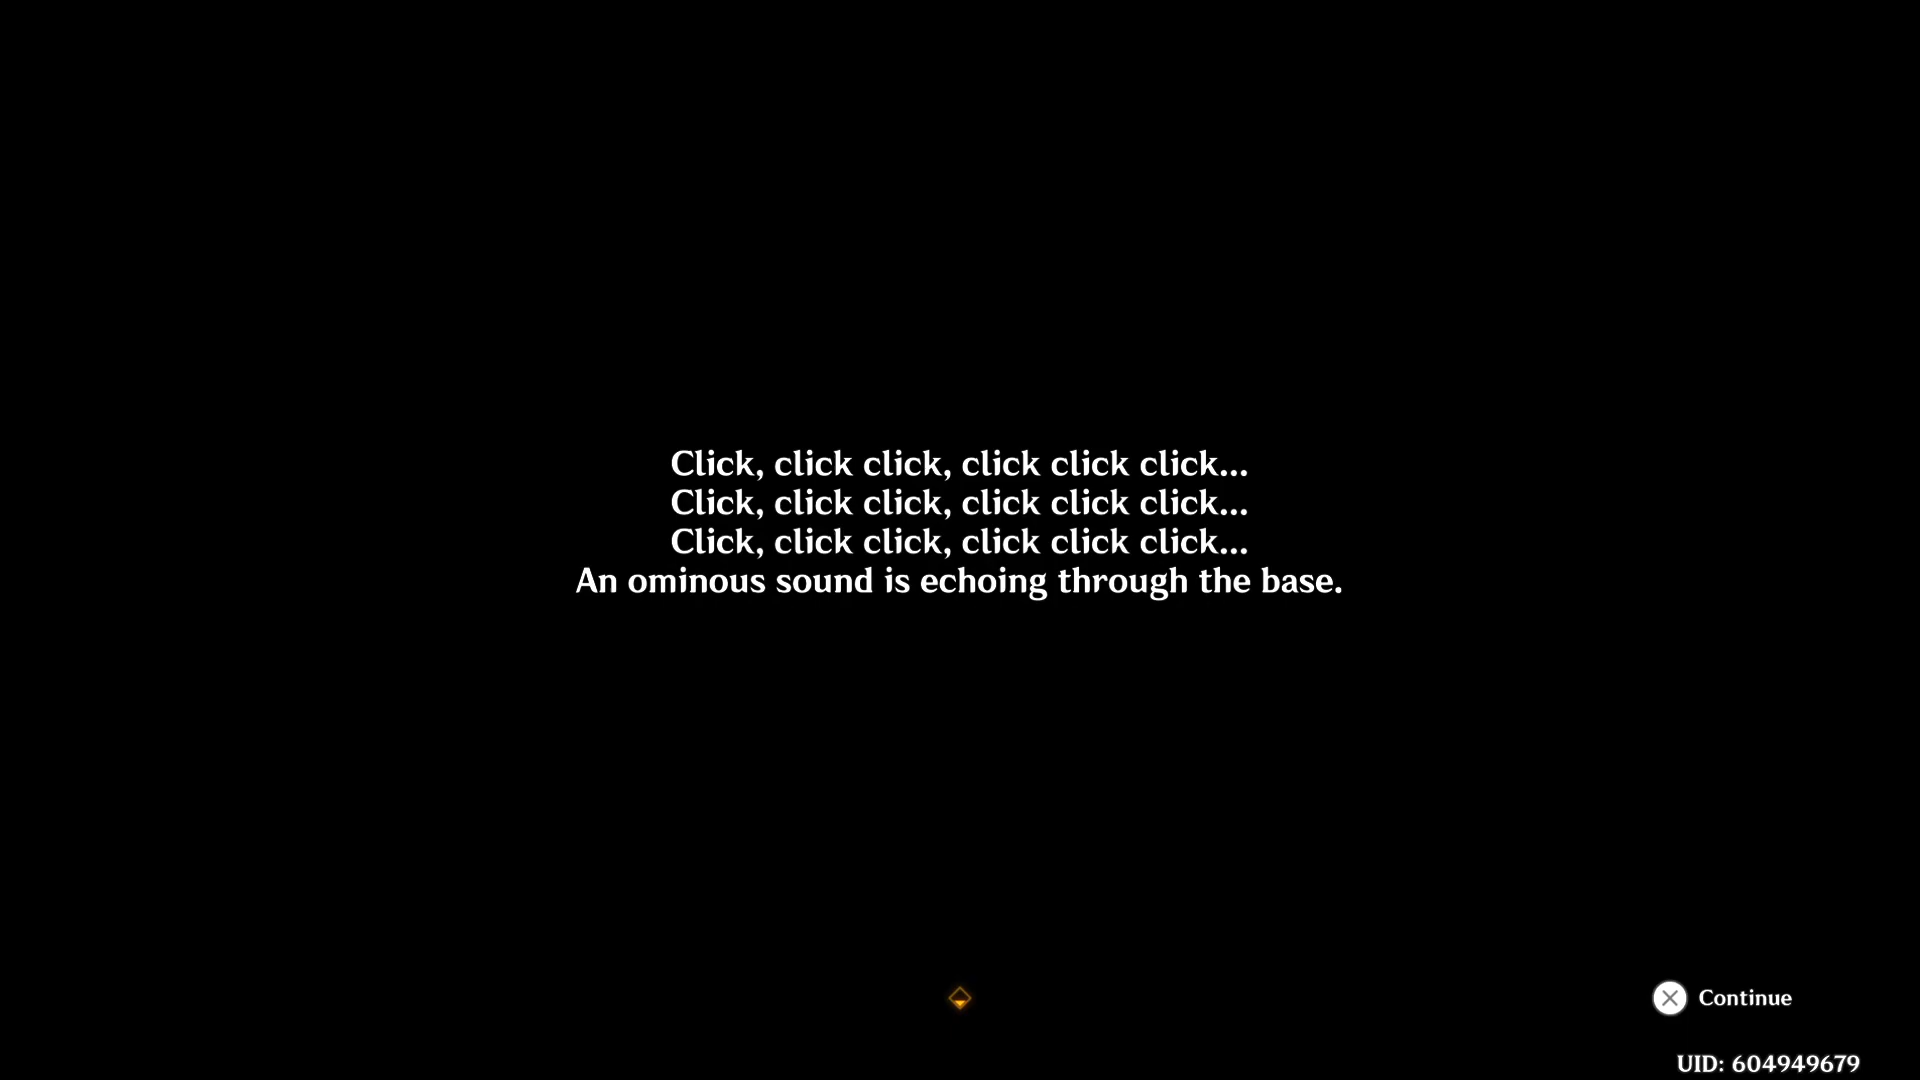 Click, click click, click click click...
Click, click click, click click click...
Click, click click, click click click...
An ominous sound is echoing through the base.
Continue
UID: 604949679